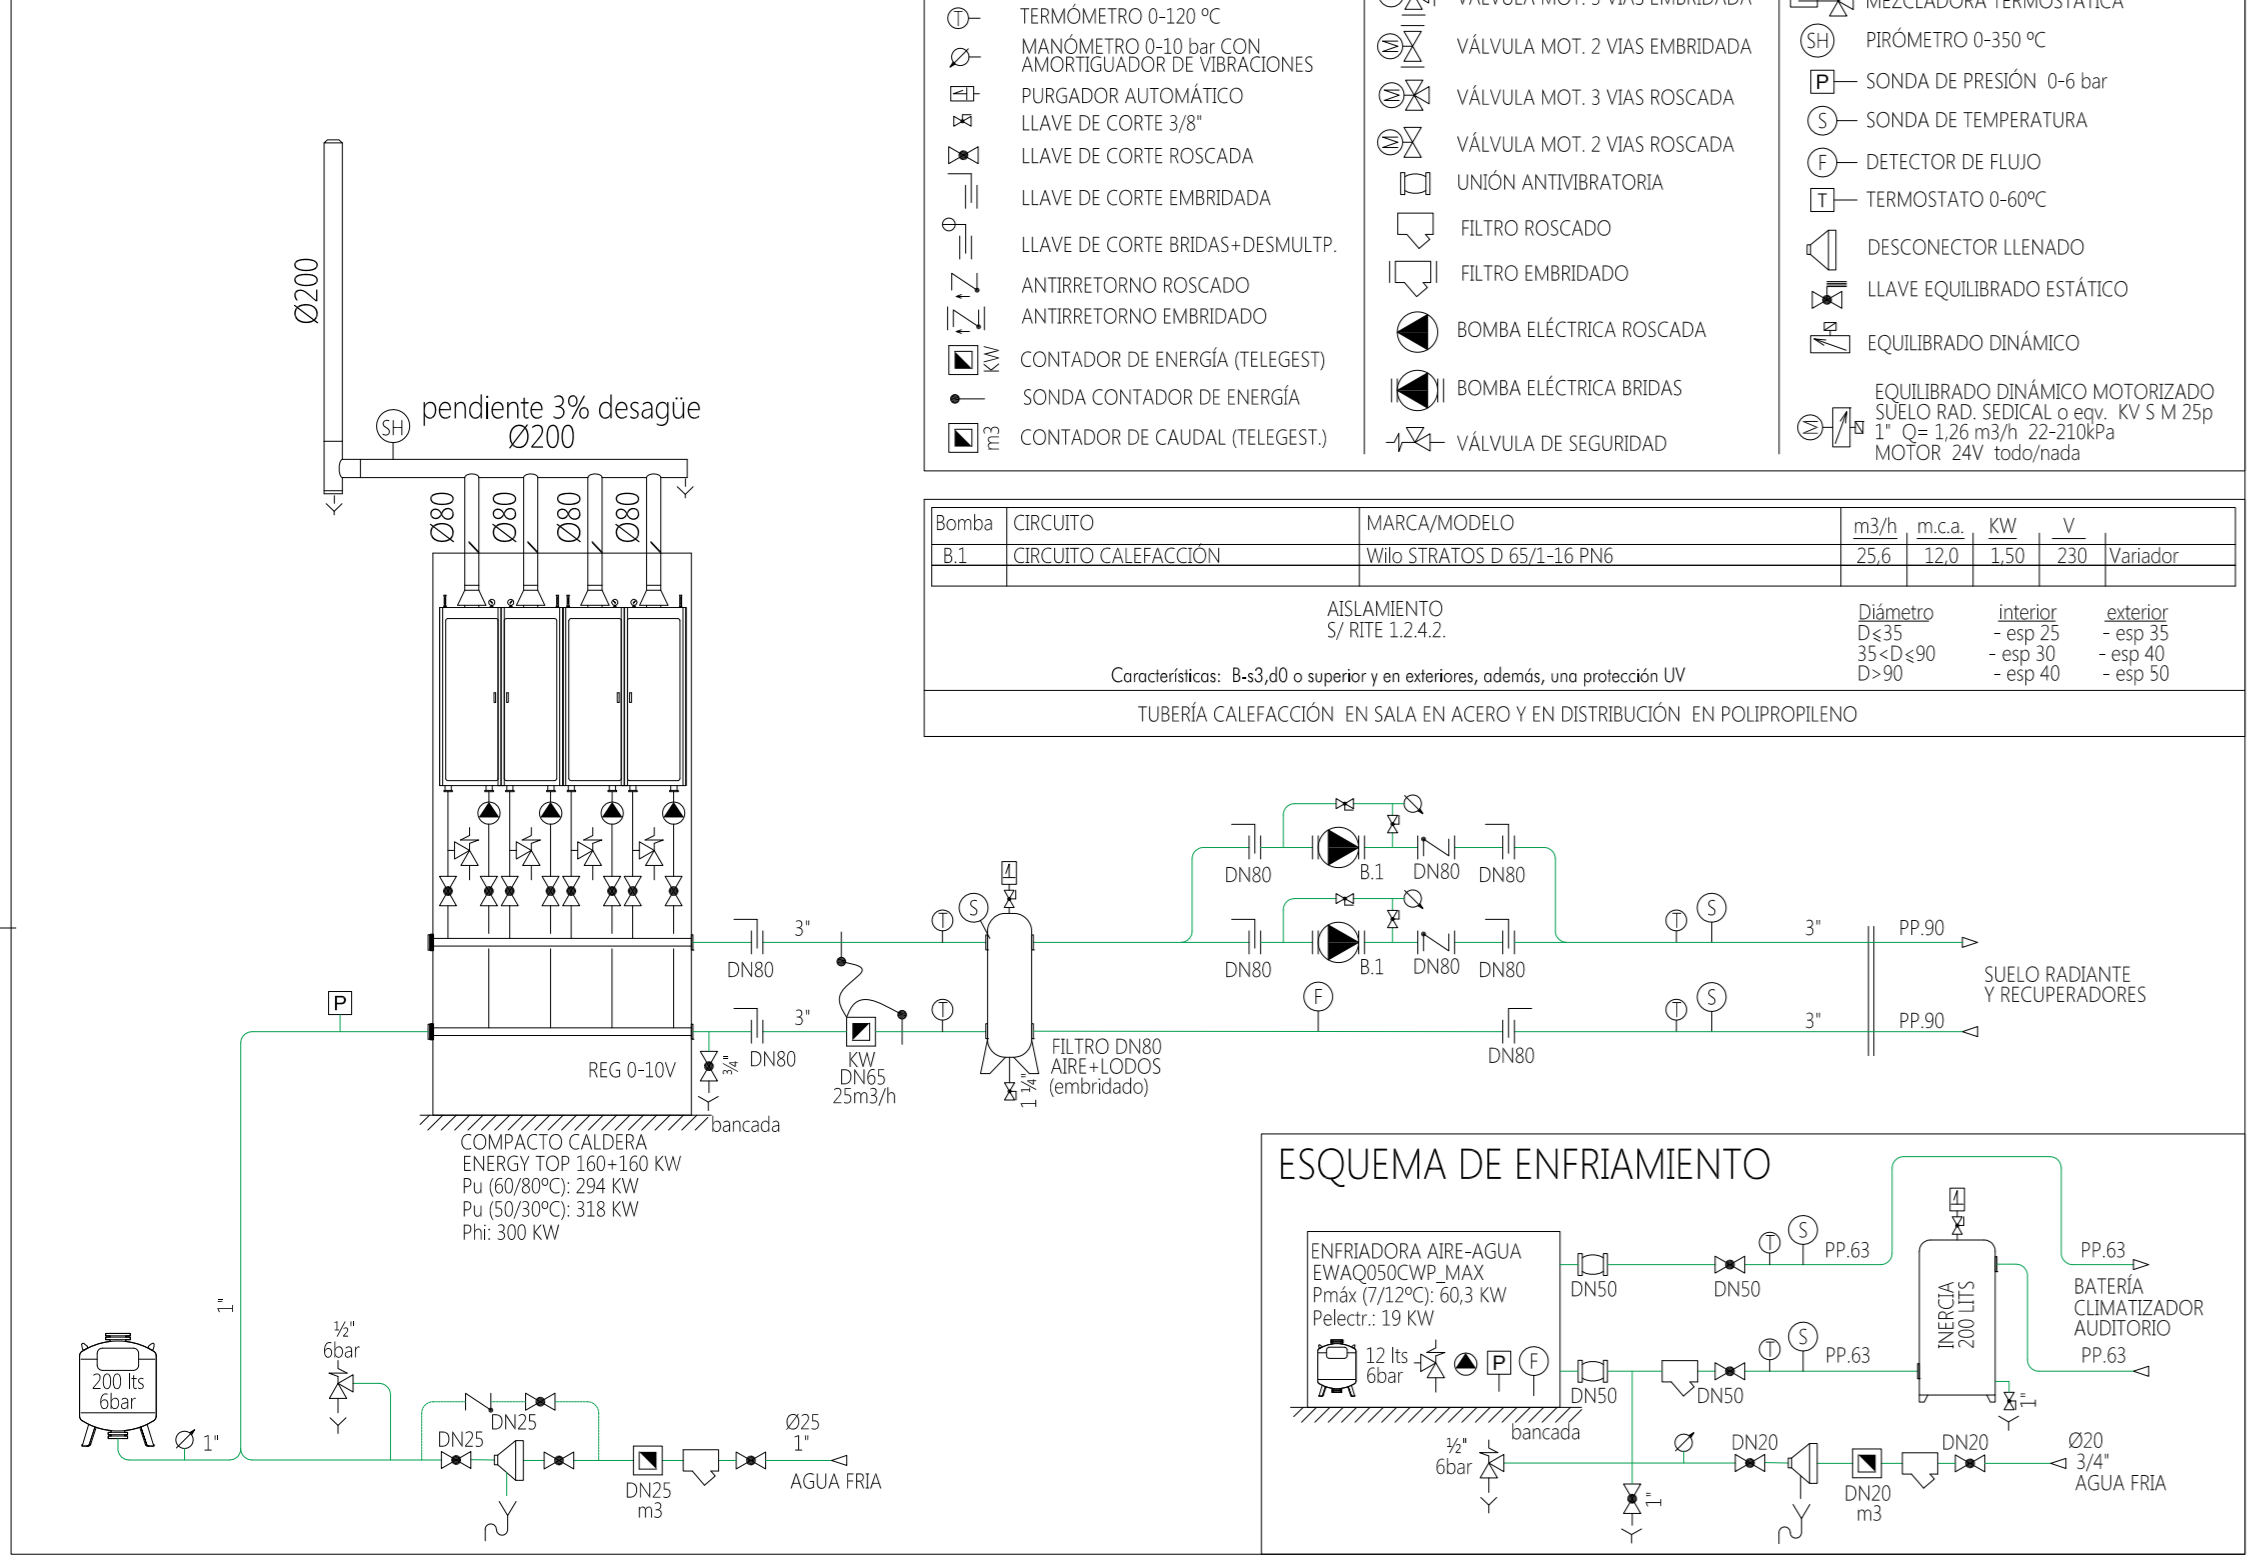 TERMÓMETRO 0-120 ºC
MANÓMETRO 0-10 bar CON
AMORTIGUADOR DE VIBRACIONES
PURGADOR AUTOMÁTICO
LLAVE DE CORTE 3/8"
LLAVE DE CORTE ROSCADA
LLAVE DE CORTE EMBRIDADA
LLAVE DE CORTE BRIDAS+DESMULTP.
ANTIRRETORNO ROSCADO
ANTIRRETORNO EMBRIDADO
KW CONTADOR DE ENERGÍA (TELEGEST)
SONDA CONTADOR DE ENERGÍA
m3 CONTADOR DE CAUDAL (TELEGEST.)
VÁLVULA MOT. 3 VIAS EMBRIDADA
M VÁLVULA MOT. 2 VIAS EMBRIDADA
M VÁLVULA MOT. 3 VIAS ROSCADA
M VÁLVULA MOT. 2 VIAS ROSCADA
UNIÓN ANTIVIBRATORIA
FILTRO ROSCADO
FILTRO EMBRIDADO
BOMBA ELÉCTRICA ROSCADA
BOMBA ELÉCTRICA BRIDAS
VÁLVULA DE SEGURIDAD
MEZCLADORA TERMOSTÁTICA
SH PIRÓMETRO 0-350 ºC
P SONDA DE PRESIÓN 0-6 bar
S SONDA DE TEMPERATURA
F DETECTOR DE FLUJO
T TERMOSTATO 0-60ºC
DESCONECTOR LLENADO
LLAVE EQUILIBRADO ESTÁTICO
EQUILIBRADO DINÁMICO
EQUILIBRADO DINÁMICO MOTORIZADO
SUELO RAD. SEDICAL o eqv. KV S M 25p
1" Q= 1,26 m3/h 22-210kPa
MOTOR 24V todo/nada
Bomba CIRCUITO MARCA/MODELO m3/h m.c.a. KW V
B.1 CIRCUITO CALEFACCIÓN Wilo STRATOS D 65/1-16 PN6 25,6 12,0 1,50 230 Variador
AISLAMIENTO
S/ RITE 1.2.4.2.
Diámetro interior exterior
D≤35 - esp 25 - esp 35
35<D≤90 - esp 30 - esp 40
D>90 - esp 40 - esp 50
Características: B-s3,d0 o superior y en exteriores, además, una protección UV
TUBERÍA CALEFACCIÓN EN SALA EN ACERO Y EN DISTRIBUCIÓN EN POLIPROPILENO
Ø200
SH
pendiente 3% desagüe
Ø200
Ø80 Ø80 Ø80 Ø80
DN80 B.1 DN80 DN80
T S 3" DN80
DN80 B.1 DN80 DN80
T S 3" PP.90
SUELO RADIANTE
Y RECUPERADORES
P
3" T
DN80
KW
DN65
25m3/h
F
DN80
T S 3" PP.90
FILTRO DN80
AIRE+LODOS
(embridado)
1 ¼"
REG 0-10V
3/4"
bancada
COMPACTO CALDERA
ENERGY TOP 160+160 KW
Pu (60/80ºC): 294 KW
Pu (50/30ºC): 318 KW
Phi: 300 KW
1"
200 lts
6bar
1"
½"
6bar
DN25
DN25
DN25
m3
Ø25
1"
AGUA FRIA
ESQUEMA DE ENFRIAMIENTO
ENFRIADORA AIRE-AGUA
EWAQ050CWP_MAX
Pmáx (7/12ºC): 60,3 KW
Pelectr.: 19 KW
12 lts
6bar
P F
bancada
DN50 DN50 T S PP.63
DN50 DN50 T S PP.63
INERCIA
200 LITS
1"
PP.63
BATERÍA
CLIMATIZADOR
AUDITORIO
PP.63
½"
6bar
1"
DN20
DN20
m3
DN20
Ø20
3/4"
AGUA FRIA